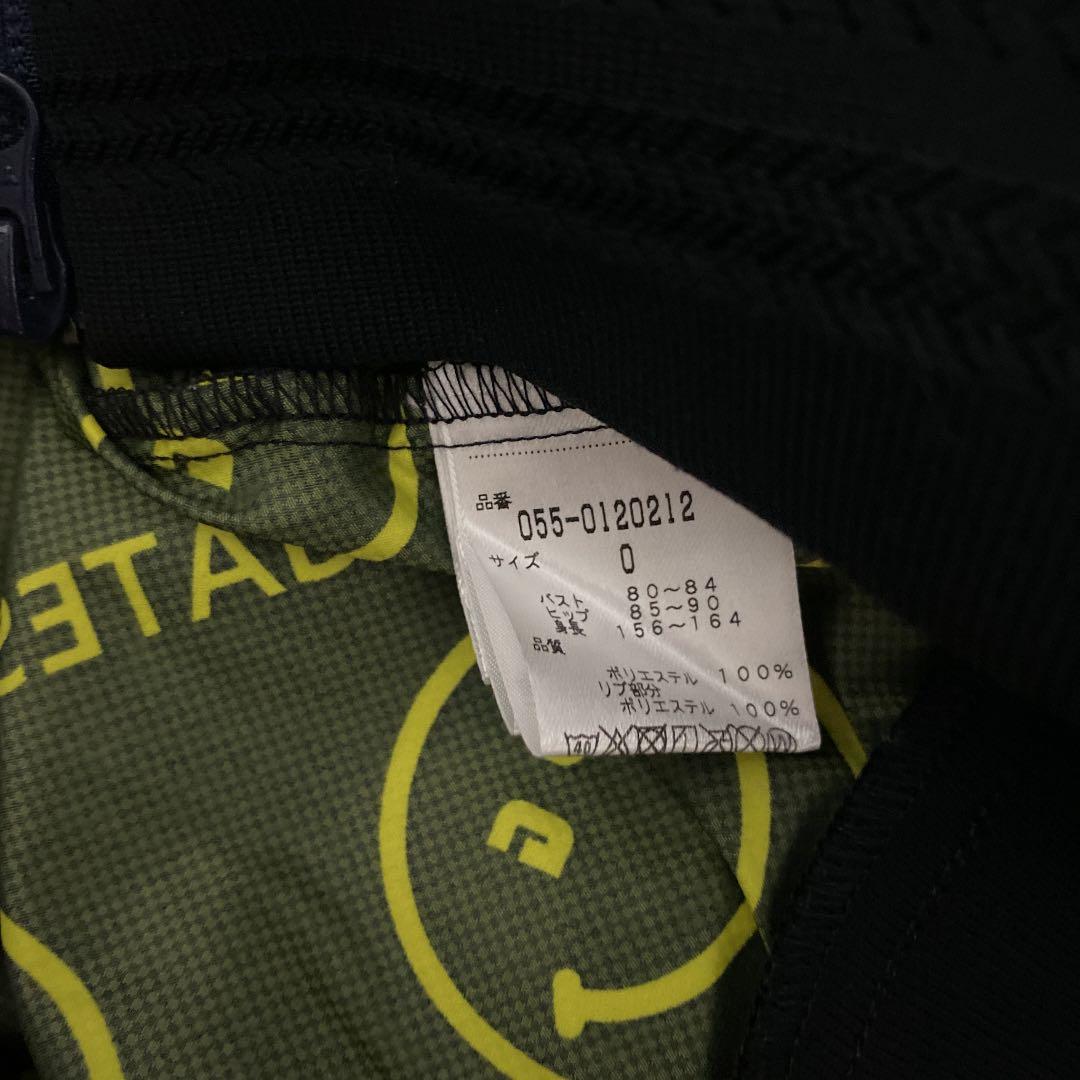 品番
055-0120212
サイズ 0
バスト 80~84
ヒップ 85~90
身長 156~164
品質
ポリエステル 100%
リブ部分
ポリエステル 100%
40